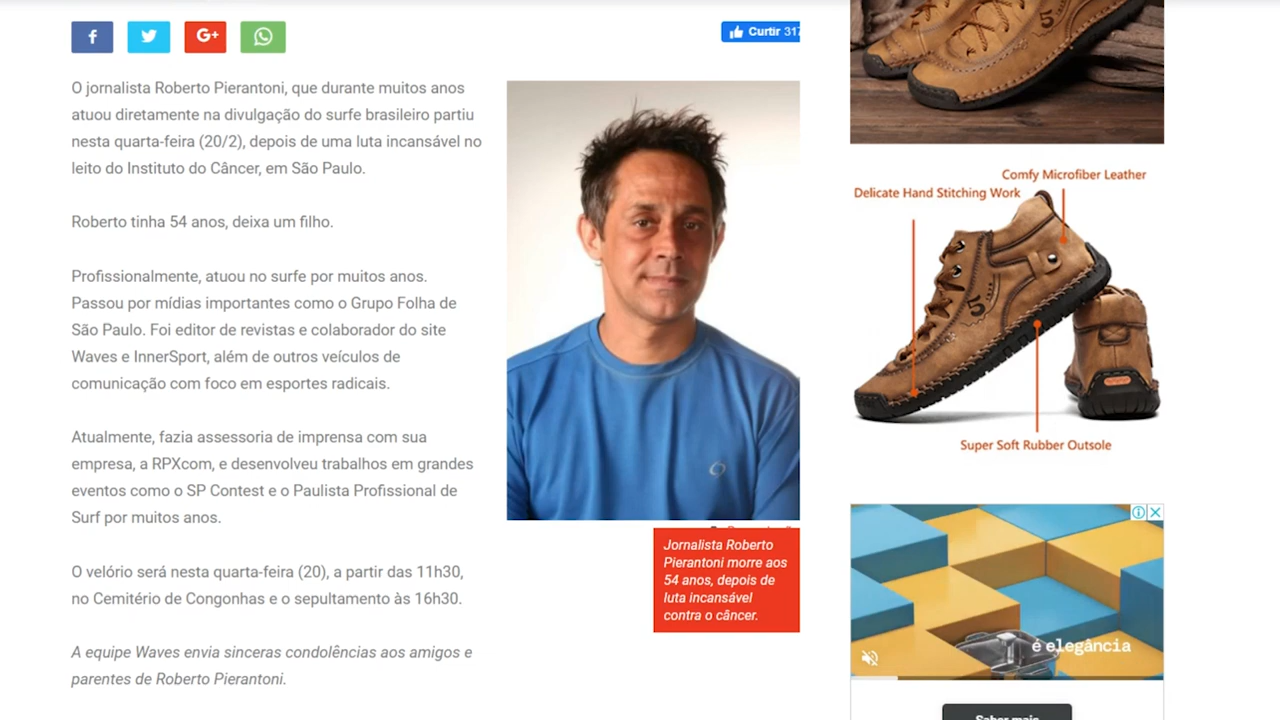 Curtir 317
O jornalista Roberto Pierantoni, que durante muitos anos
atuou diretamente na divulgação do surfe brasileiro partiu
nesta quarta-feira (20/2), depois de uma luta incansável no
leito do Instituto do Câncer, em São Paulo.
Roberto tinha 54 anos, deixa um filho.
Profissionalmente, atuou no surfe por muitos anos.
Passou por mídias importantes como o Grupo Folha de
São Paulo. Foi editor de revistas e colaborador do site
Waves e InnerSport, além de outros veículos de
comunicação com foco em esportes radicais.
Atualmente, fazia assessoria de imprensa com sua
empresa, a RPXcom, e desenvolveu trabalhos em grandes
eventos como o SP Contest e o Paulista Profissional de
Surf por muitos anos.
O velório será nesta quarta-feira (20), a partir das 11h30,
no Cemitério de Congonhas e o sepultamento às 16h30.
A equipe Waves envia sinceras condolências aos amigos e
parentes de Roberto Pierantoni.
Jornalista Roberto
Pierantoni morre aos
54 anos, depois de
luta incansável
contra o câncer.
5
Comfy Microfiber Leather
Delicate Hand Stitching Work
5
Super Soft Rubber Outsole
é elegância
Saber mais